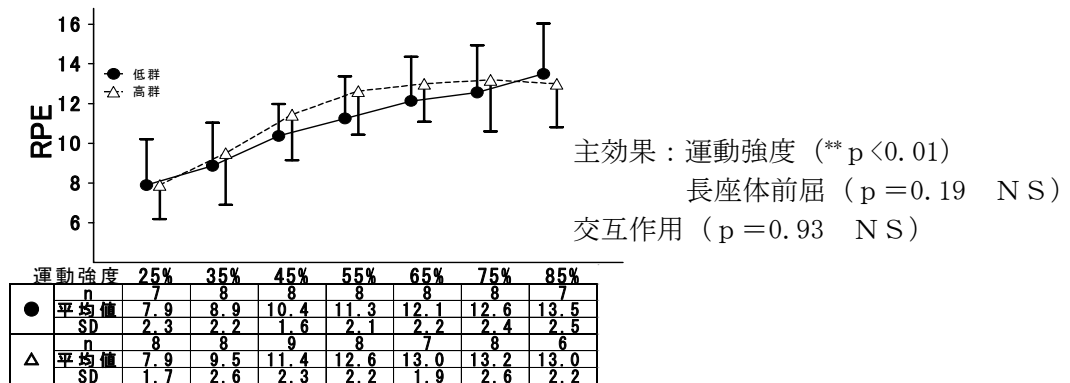 16
14
12
10
8
6
RPE
低群
高群
主効果：運動強度（**ｐ<0.01）
長座体前屈（ｐ＝0.19　ＮＳ）
交互作用（ｐ＝0.93　ＮＳ）
運動強度 25% 35% 45% 55% 65% 75% 85%
n 7 8 8 8 8 8 7
● 平均値 7.9 8.9 10.4 11.3 12.1 12.6 13.5
SD 2.3 2.2 1.6 2.1 2.2 2.4 2.5
n 8 8 9 8 7 8 6
△ 平均値 7.9 9.5 11.4 12.6 13.0 13.2 13.0
SD 1.7 2.6 2.3 2.2 1.9 2.6 2.2